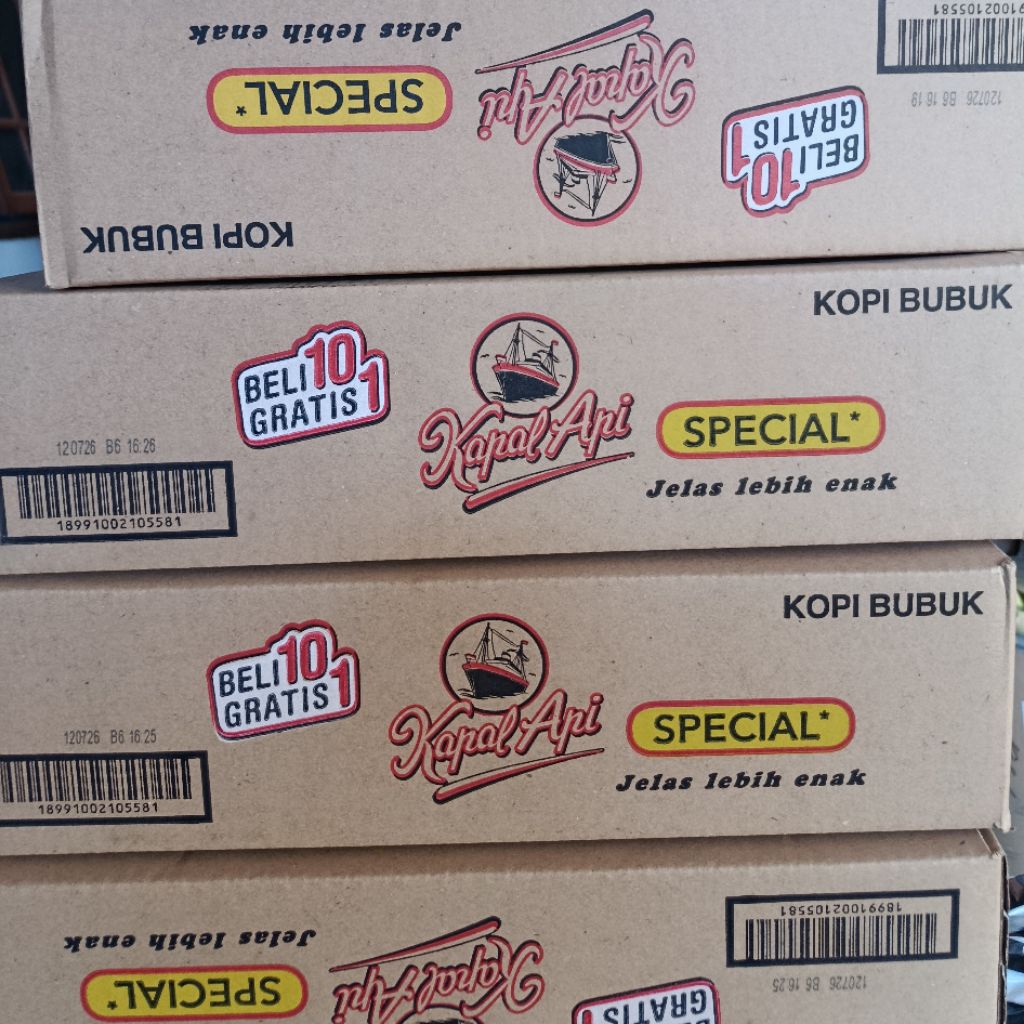 18991002105581
120726 B6 16:19
Jelas lebih enak
SPECIAL*
Kapal Api
BELI 10
GRATIS 1
KOPI BUBUK
KOPI BUBUK
BELI 10
GRATIS 1
Kapal Api
SPECIAL*
Jelas lebih enak
120726 B6 16:26
18991002105581
KOPI BUBUK
BELI 10
GRATIS 1
Kapal Api
SPECIAL*
Jelas lebih enak
120726 B6 16:25
18991002105581
18991002105581
120726 B6 16:25
Jelas lebih enak
SPECIAL*
Kapal Api
GRATIS 1